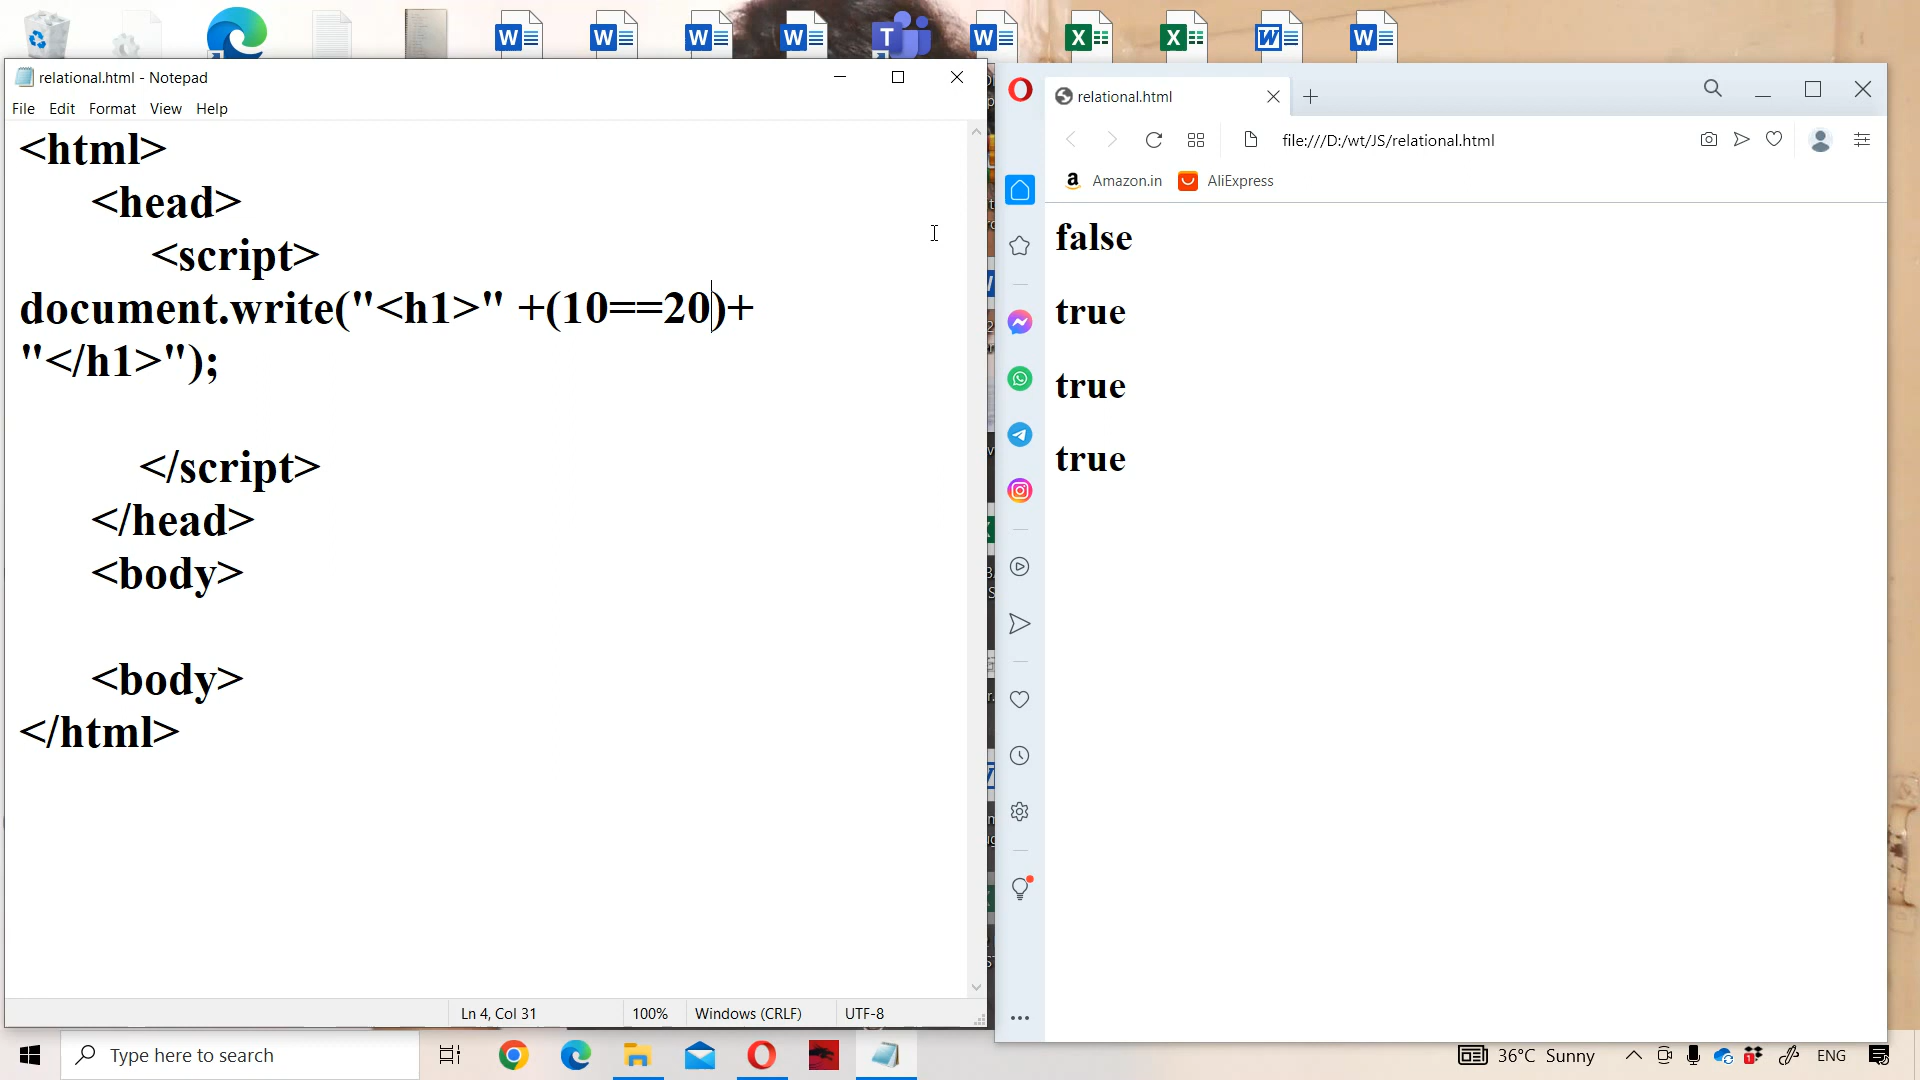 relational.html - Notepad
File Edit Format View Help
<html>
<head>
<script>
document.write("<h1>" +(10==20)+
"</h1>");
</script>
</head>
<body>
<body>
</html>
Ln 4, Col 31 100% Windows (CRLF) UTF-8
relational.html
file:///D:/wt/JS/relational.html
Amazon.in AliExpress
false
true
true
true
Type here to search
36°C Sunny ENG